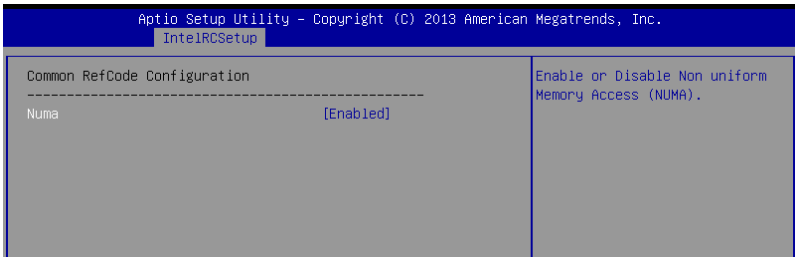 Aptio Setup Utility – Copyright (C) 2013 American Megatrends, Inc.
IntelRCSetup
Common RefCode Configuration
--------------------------------------------------
Numa [Enabled]
Enable or Disable Non uniform
Memory Access (NUMA).